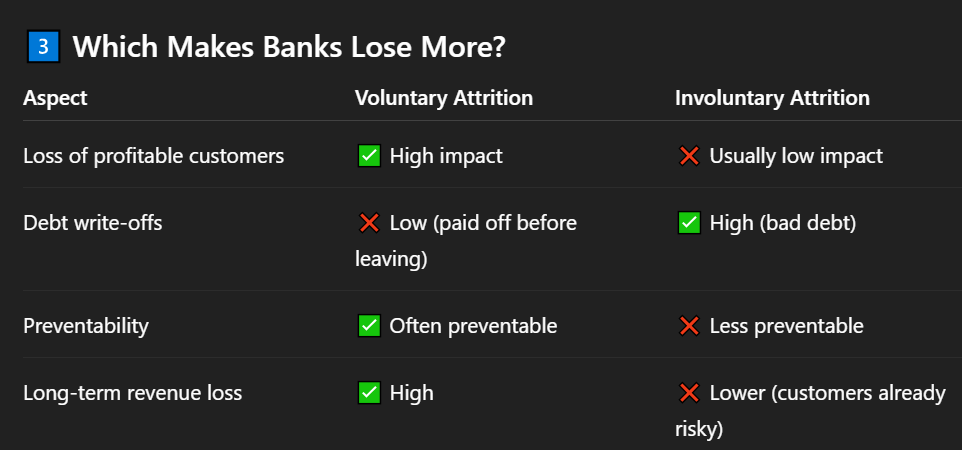 3 Which Makes Banks Lose More?
Aspect Voluntary Attrition Involuntary Attrition
Loss of profitable customers ✅ High impact ❌ Usually low impact
Debt write-offs ❌ Low (paid off before leaving) ✅ High (bad debt)
Preventability ✅ Often preventable ❌ Less preventable
Long-term revenue loss ✅ High ❌ Lower (customers already risky)